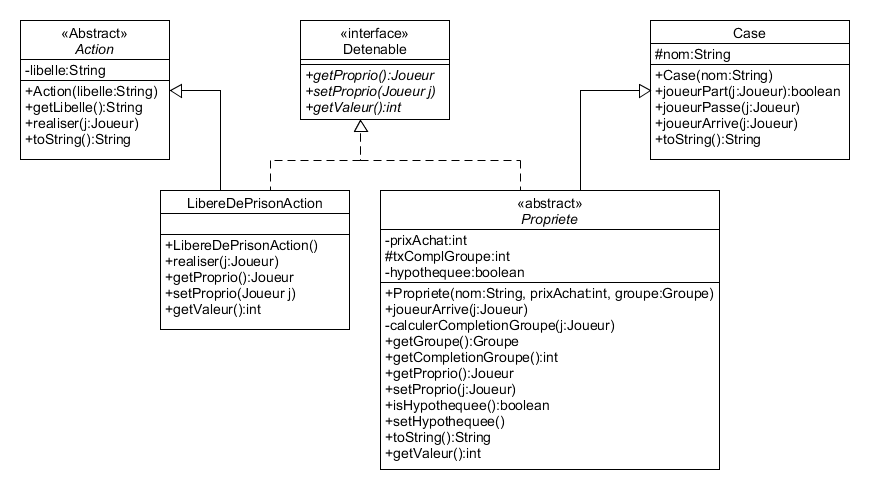 «Abstract»
Action
-libelle:String
+Action(libelle:String)
+getLibelle():String
+realiser(j:Joueur)
+toString():String
«interface»
Detenable
+getProprio():Joueur
+setProprio(Joueur j)
+getValeur():int
Case
#nom:String
+Case(nom:String)
+joueurPart(j:Joueur):boolean
+joueurPasse(j:Joueur)
+joueurArrive(j:Joueur)
+toString():String
LibereDePrisonAction
+LibereDePrisonAction()
+realiser(j:Joueur)
+getProprio():Joueur
+setProprio(Joueur j)
+getValeur():int
«abstract»
Propriete
-prixAchat:int
#txComplGroupe:int
-hypothequee:boolean
+Propriete(nom:String, prixAchat:int, groupe:Groupe)
+joueurArrive(j:Joueur)
-calculerCompletionGroupe(j:Joueur)
+getGroupe():Groupe
+getCompletionGroupe():int
+getProprio():Joueur
+setProprio(j:Joueur)
+isHypothequee():boolean
+setHypothequee()
+toString():String
+getValeur():int